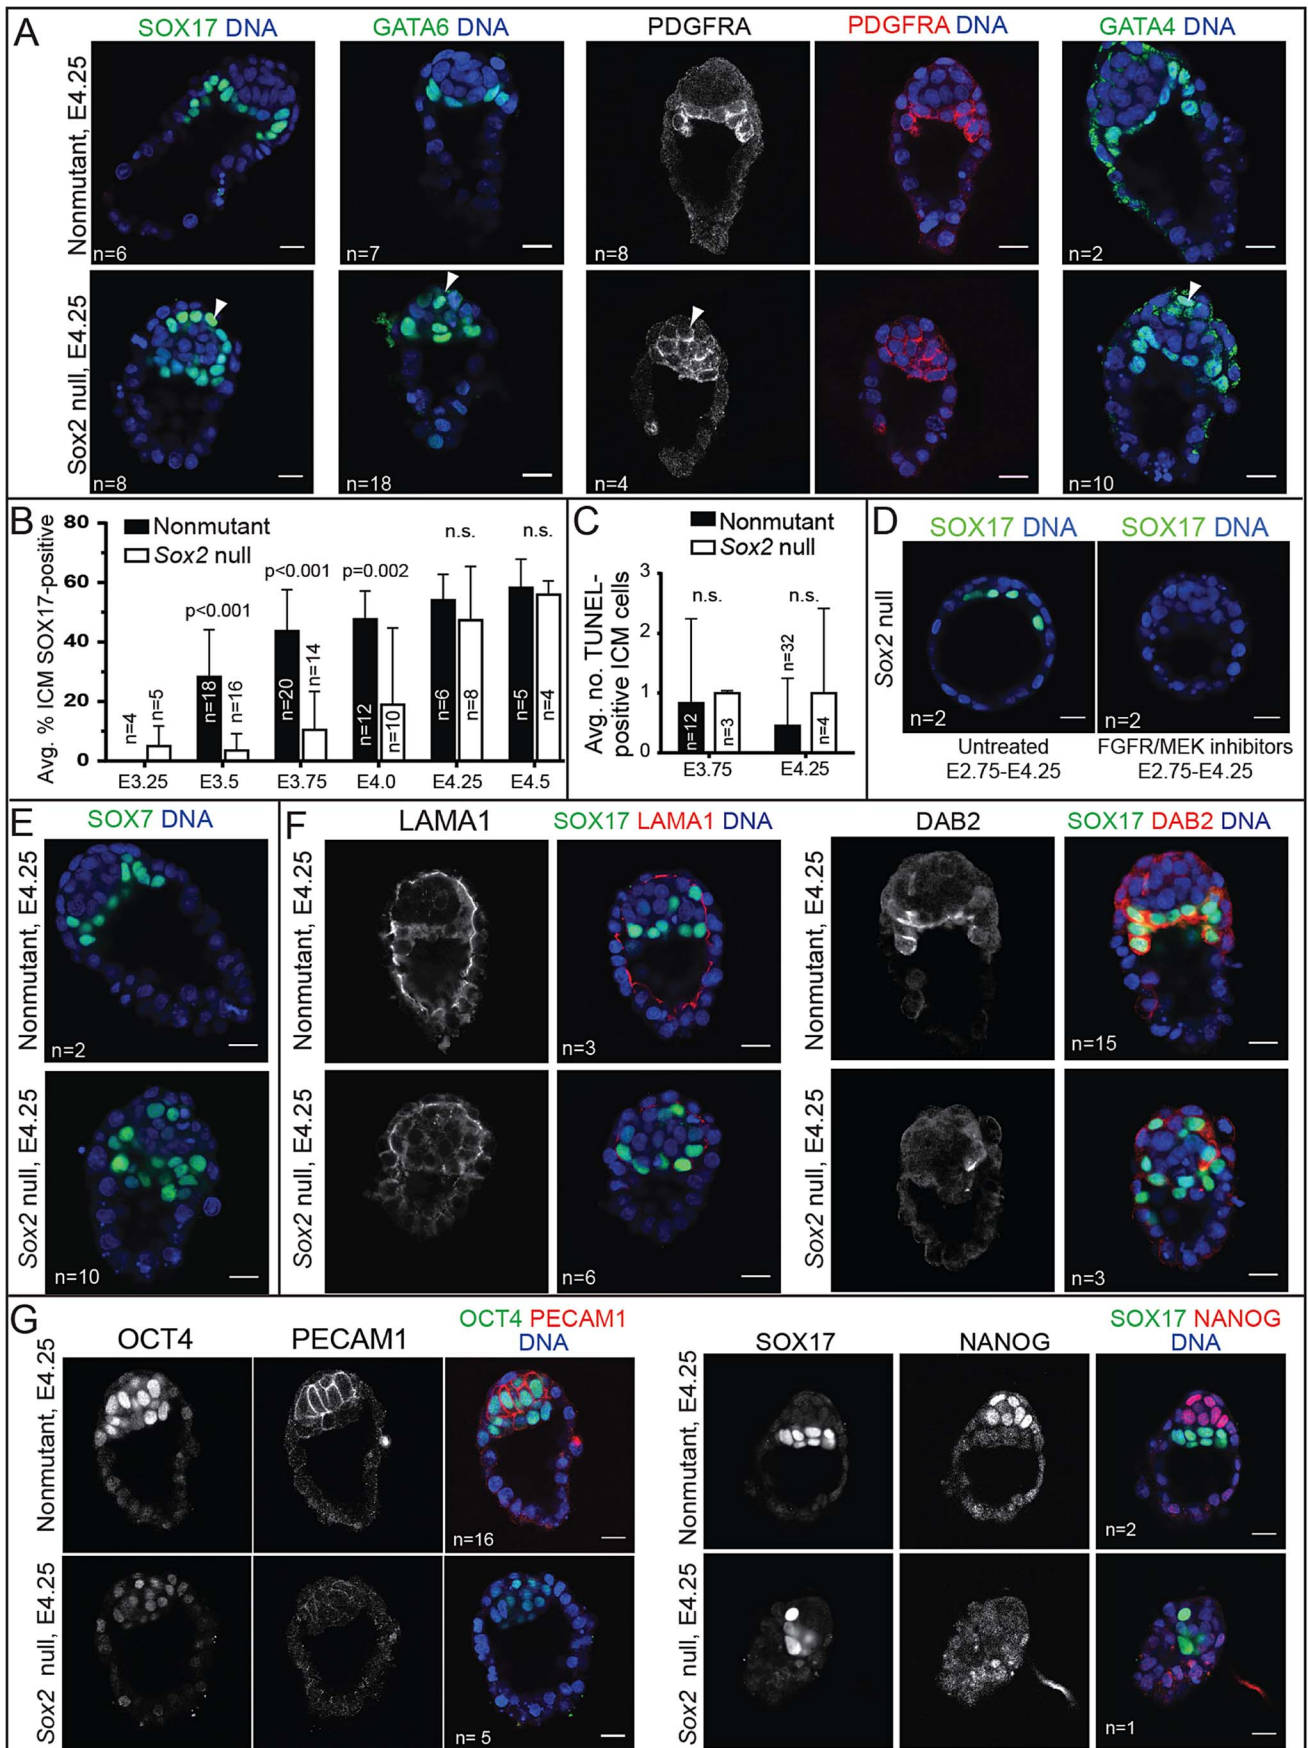 A
SOX17 DNA
GATA6 DNA
PDGFRA
PDGFRA DNA
GATA4 DNA
Nonmutant, E4.25
n=6
n=7
n=8
n=2
Sox2 null, E4.25
n=8
n=18
n=4
n=10
B
Avg. % ICM SOX17-positive
80
60
40
20
0
Nonmutant
Sox2 null
p<0.001
p<0.001
p=0.002
n.s.
n.s.
n=4
n=5
n=18
n=16
n=20
n=14
n=12
n=10
n=6
n=8
n=5
n=4
E3.25
E3.5
E3.75
E4.0
E4.25
E4.5
C
Nonmutant
Sox2 null
Avg. no. TUNEL-
positive ICM cells
3
2
1
0
n.s.
n.s.
n=12
n=3
n=32
n=4
E3.75
E4.25
D
SOX17 DNA
SOX17 DNA
Sox2 null
n=2
n=2
Untreated
E2.75-E4.25
FGFR/MEK inhibitors
E2.75-E4.25
E
SOX7 DNA
Nonmutant, E4.25
n=2
Sox2 null, E4.25
n=10
F
LAMA1
SOX17 LAMA1 DNA
DAB2
SOX17 DAB2 DNA
Nonmutant, E4.25
n=3
Nonmutant, E4.25
n=15
Sox2 null, E4.25
n=6
Sox2 null, E4.25
n=3
G
OCT4
PECAM1
OCT4 PECAM1
DNA
SOX17
NANOG
SOX17 NANOG
DNA
Nonmutant, E4.25
n=16
Nonmutant, E4.25
n=2
Sox2 null, E4.25
n= 5
Sox2 null, E4.25
n=1